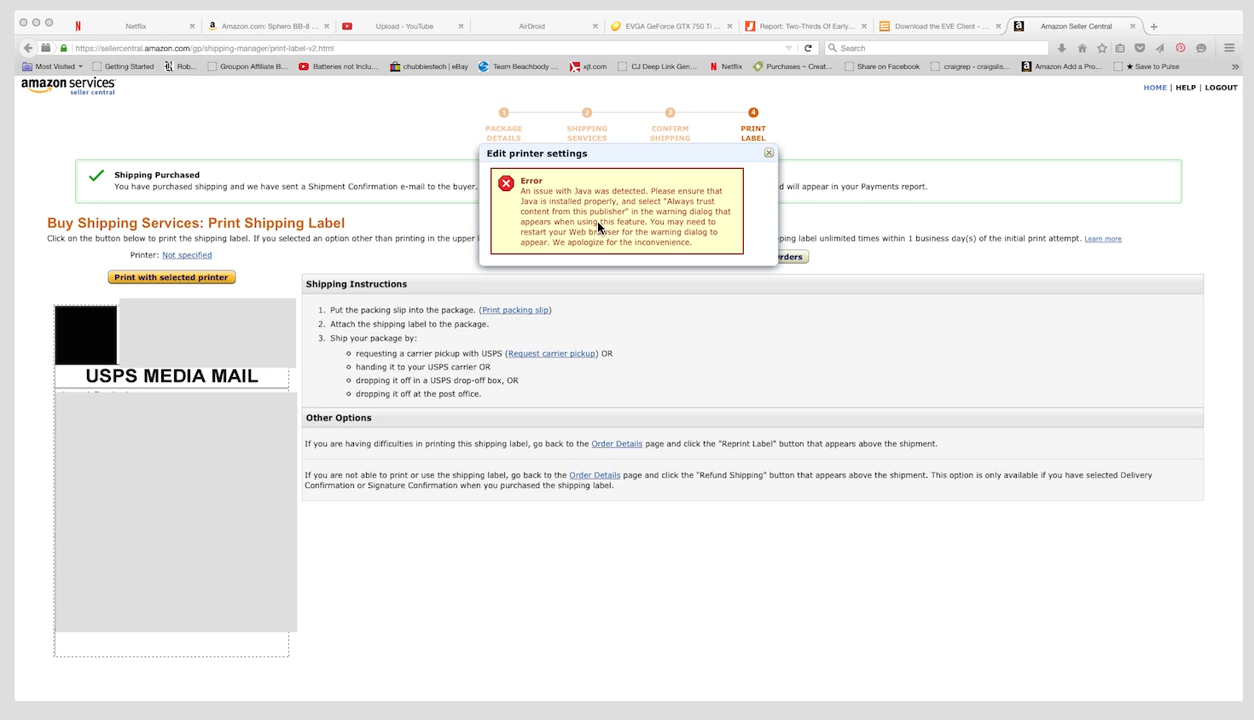 Netflix
Amazon.com: Sphero BB-8 ...
Upload - YouTube
AirDroid
EVGA GeForce GTX 750 Ti ...
Report: Two-Thirds Of Early...
Download the EVE Client - ...
Amazon Seller Central
https://sellercentral.amazon.com/gp/shipping-manager/print-label-v2.html
Search
Most Visited
Getting Started
Rob...
Groupon Affiliate B...
Batteries not Inclu...
chubbiestech | eBay
Team Beachbody ...
xjt.com
CJ Deep Link Gen...
Netflix
Purchases ~ Creat...
Share on Facebook
craigrep - craigslis...
Amazon Add a Pro...
★ Save to Pulse
amazon services
seller central
HOME | HELP | LOGOUT
1 2 3 4
PACKAGE DETAILS
SHIPPING SERVICES
CONFIRM SHIPPING
PRINT LABEL
Edit printer settings
Error
An issue with Java was detected. Please ensure that
Java is installed properly, and select "Always trust
content from this publisher" in the warning dialog that
appears when using this feature. You may need to
restart your Web browser for the warning dialog to
appear. We apologize for the inconvenience.
Shipping Purchased
You have purchased shipping and we have sent a Shipment Confirmation e-mail to the buyer.
d will appear in your Payments report.
Buy Shipping Services: Print Shipping Label
Click on the button below to print the shipping label. If you selected an option other than printing in the upper l
ping label unlimited times within 1 business day(s) of the initial print attempt. Learn more
Printer: Not specified
Orders
Print with selected printer
USPS MEDIA MAIL
Shipping Instructions
1. Put the packing slip into the package. (Print packing slip)
2. Attach the shipping label to the package.
3. Ship your package by:
requesting a carrier pickup with USPS (Request carrier pickup) OR
handing it to your USPS carrier OR
dropping it off in a USPS drop-off box, OR
dropping it off at the post office.
Other Options
If you are having difficulties in printing this shipping label, go back to the Order Details page and click the "Reprint Label" button that appears above the shipment.
If you are not able to print or use the shipping label, go back to the Order Details page and click the "Refund Shipping" button that appears above the shipment. This option is only available if you have selected Delivery
Confirmation or Signature Confirmation when you purchased the shipping label.